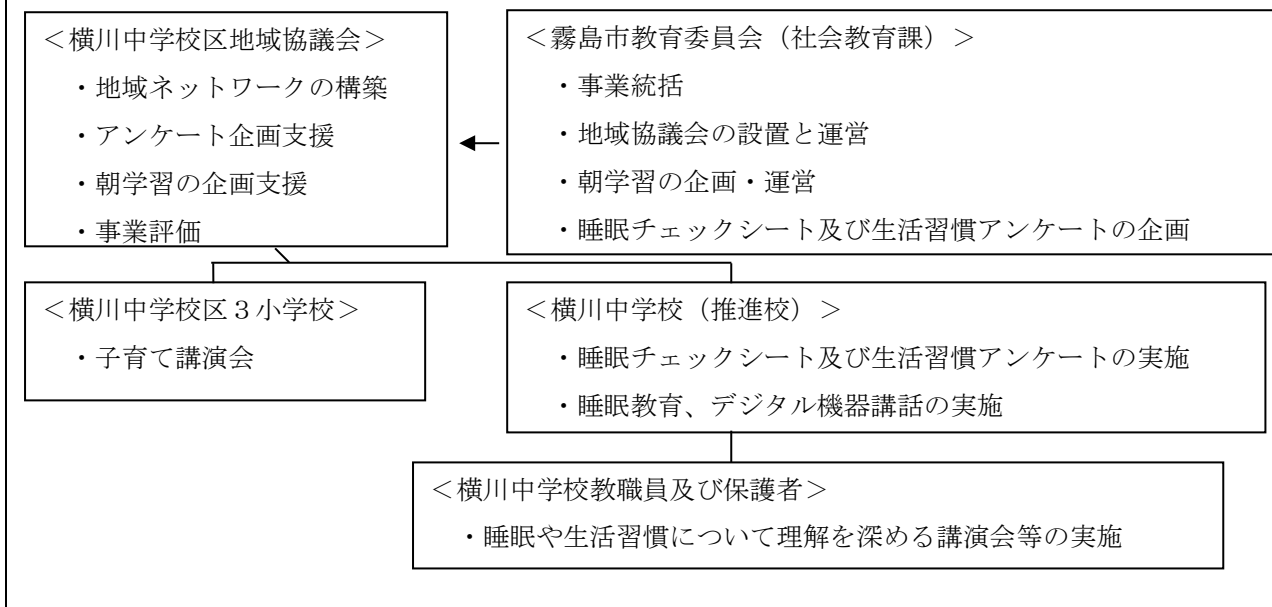 <横川中学校区地域協議会>
・地域ネットワークの構築
・アンケート企画支援
・朝学習の企画支援
・事業評価
<霧島市教育委員会（社会教育課）>
・事業統括
・地域協議会の設置と運営
・朝学習の企画・運営
・睡眠チェックシート及び生活習慣アンケートの企画
<横川中学校区３小学校>
・子育て講演会
<横川中学校（推進校）>
・睡眠チェックシート及び生活習慣アンケートの実施
・睡眠教育、デジタル機器講話の実施
<横川中学校教職員及び保護者>
・睡眠や生活習慣について理解を深める講演会等の実施